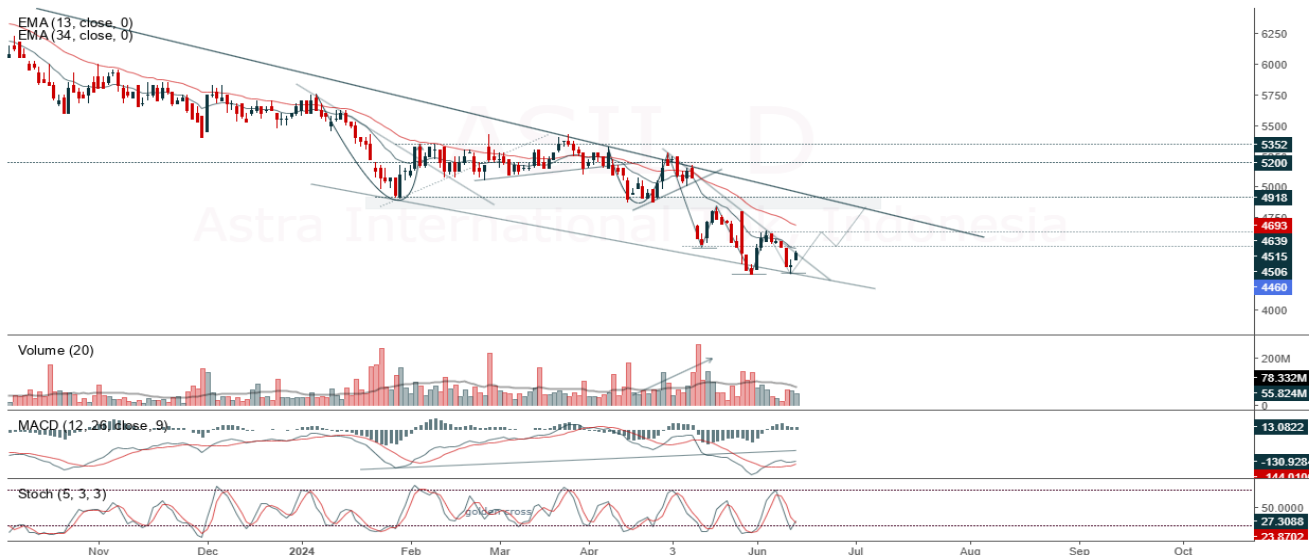 EMA (13, close, 0)
EMA (34, close, 0)
ASII, D
Astra International Tbk Indonesia
6250
6000
5750
5500
5352
5200
5000
4918
4693
4639
4515
4506
4460
4000
Volume (20)
200M
78.332M
55.824M
0
MACD (12, 26, close, 9)
13.0822
-130.928
Stoch (5, 3, 3)
golden cross
50.0000
27.3088
23.8702
Nov
Dec
2024
Feb
Mar
Apr
3
Jun
Jul
Aug
Sep
Oct